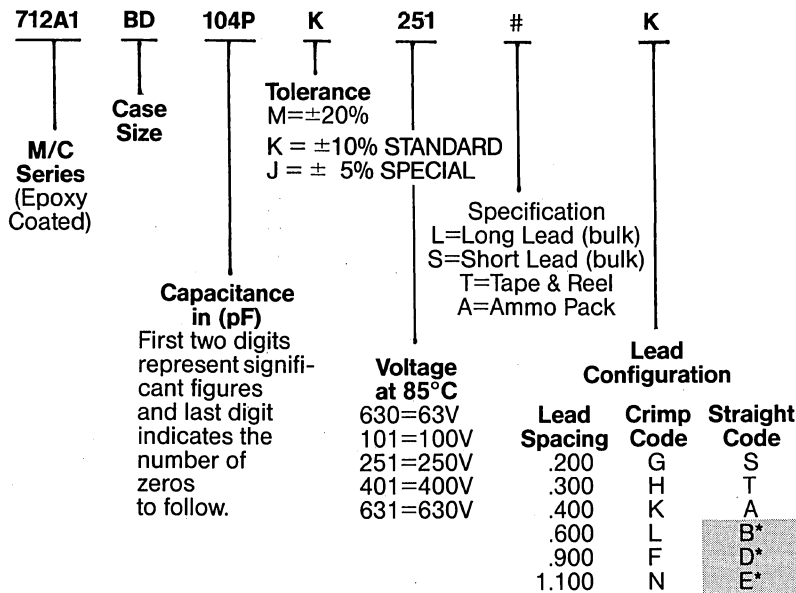 712A1 BD 104P K 251 # K
Case
Size
M/C
Series
(Epoxy
Coated)
Tolerance
M=±20%
K = ±10% STANDARD
J = ± 5% SPECIAL
Specification
L=Long Lead (bulk)
S=Short Lead (bulk)
T=Tape & Reel
A=Ammo Pack
Capacitance
in (pF)
First two digits
represent signifi-
cant figures
and last digit
indicates the
number of
zeros
to follow.
Voltage
at 85°C
630=63V
101=100V
251=250V
401=400V
631=630V
Lead
Configuration
Lead Crimp Straight
Spacing Code Code
.200 G S
.300 H T
.400 K A
.600 L B*
.900 F D*
1.100 N E*